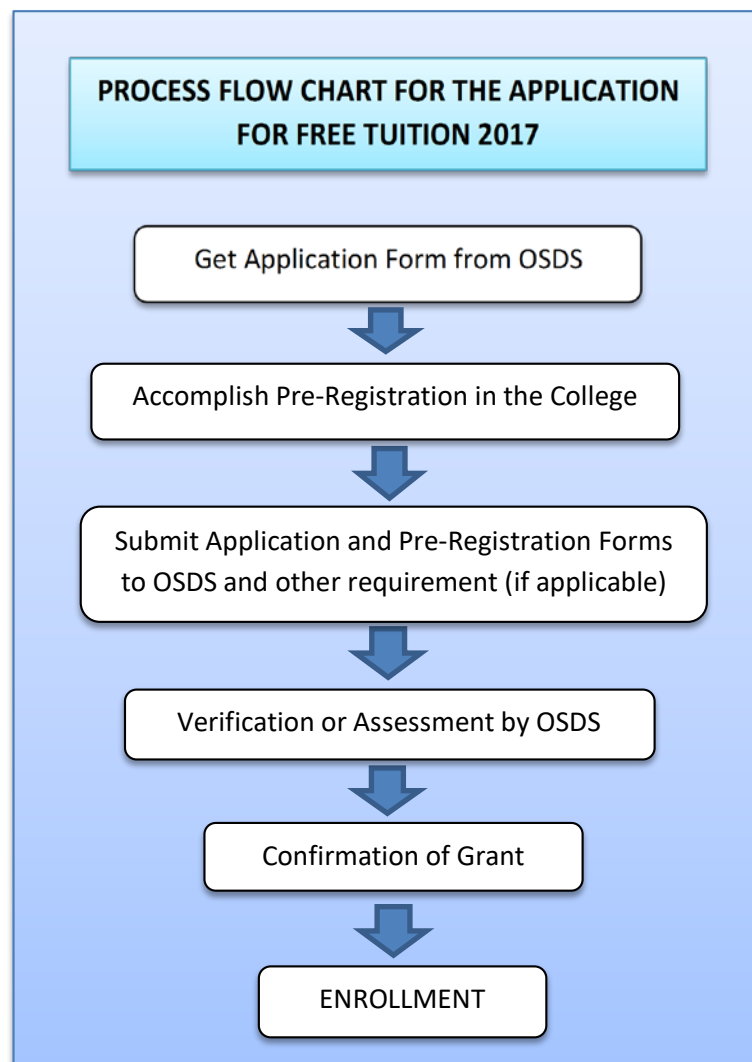 PROCESS FLOW CHART FOR THE APPLICATION
FOR FREE TUITION 2017
Get Application Form from OSDS
Accomplish Pre-Registration in the College
Submit Application and Pre-Registration Forms
to OSDS and other requirement (if applicable)
Verification or Assessment by OSDS
Confirmation of Grant
ENROLLMENT